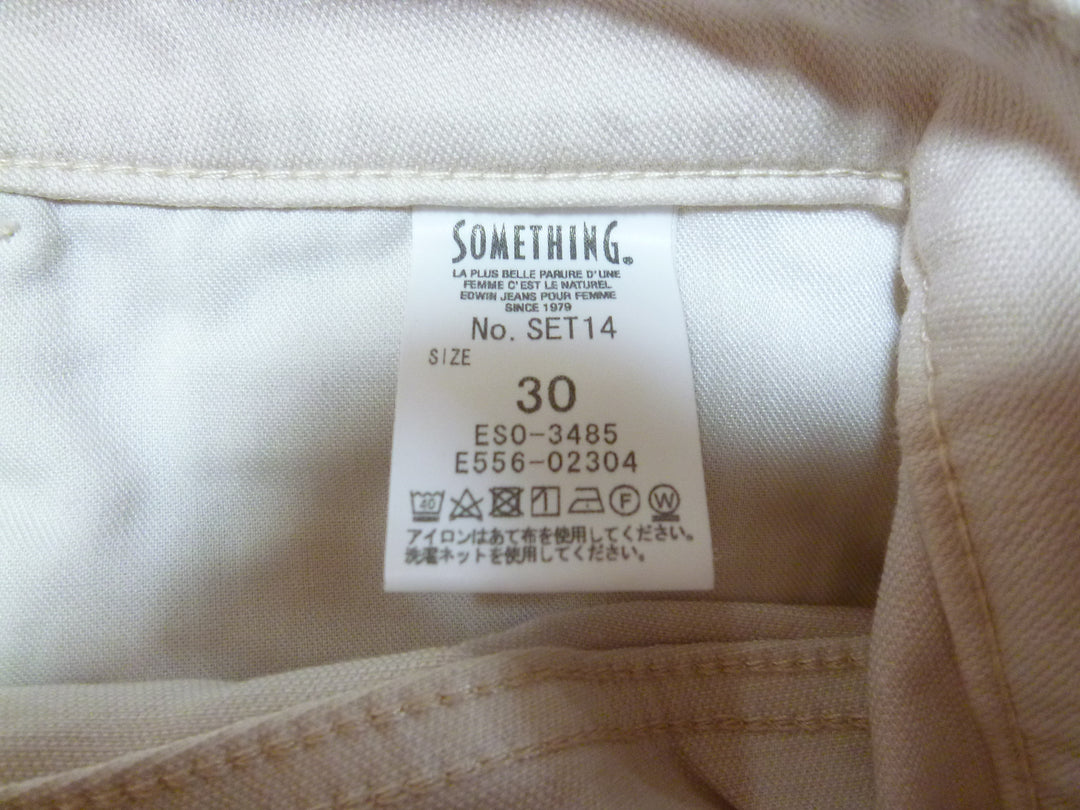 SOMETHING®
LA PLUS BELLE PARURE D'UNE
FEMME C'EST LE NATUREL
EDWIN JEANS POUR FEMME
SINCE 1979
No. SET14
SIZE
30
ESO-3485
E556-02304
40 F W
アイロンはあて布を使用してください。
洗濯ネットを使用してください。